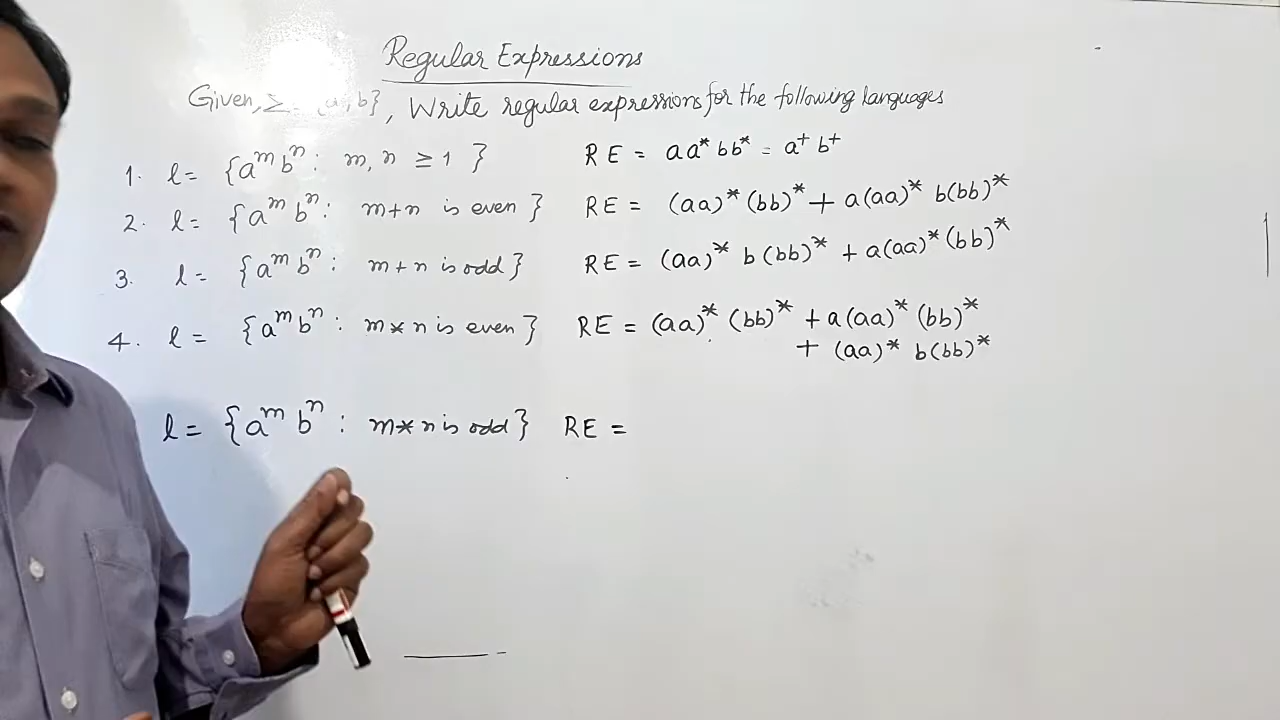 Regular Expressions
Given, Σ = {a, b}, Write regular expressions for the following languages
1. l = {a^m b^n : m, n ≥ 1 } RE = aa* bb* = a+ b+
2. l = {a^m b^n : m+n is even } RE = (aa)* (bb)* + a(aa)* b(bb)*
3. l = {a^m b^n : m+n is odd } RE = (aa)* b(bb)* + a(aa)* (bb)*
4. l = {a^m b^n : m*n is even } RE = (aa)* (bb)* + a(aa)* (bb)*
+ (aa)* b(bb)*
l = {a^m b^n : m*n is odd } RE =